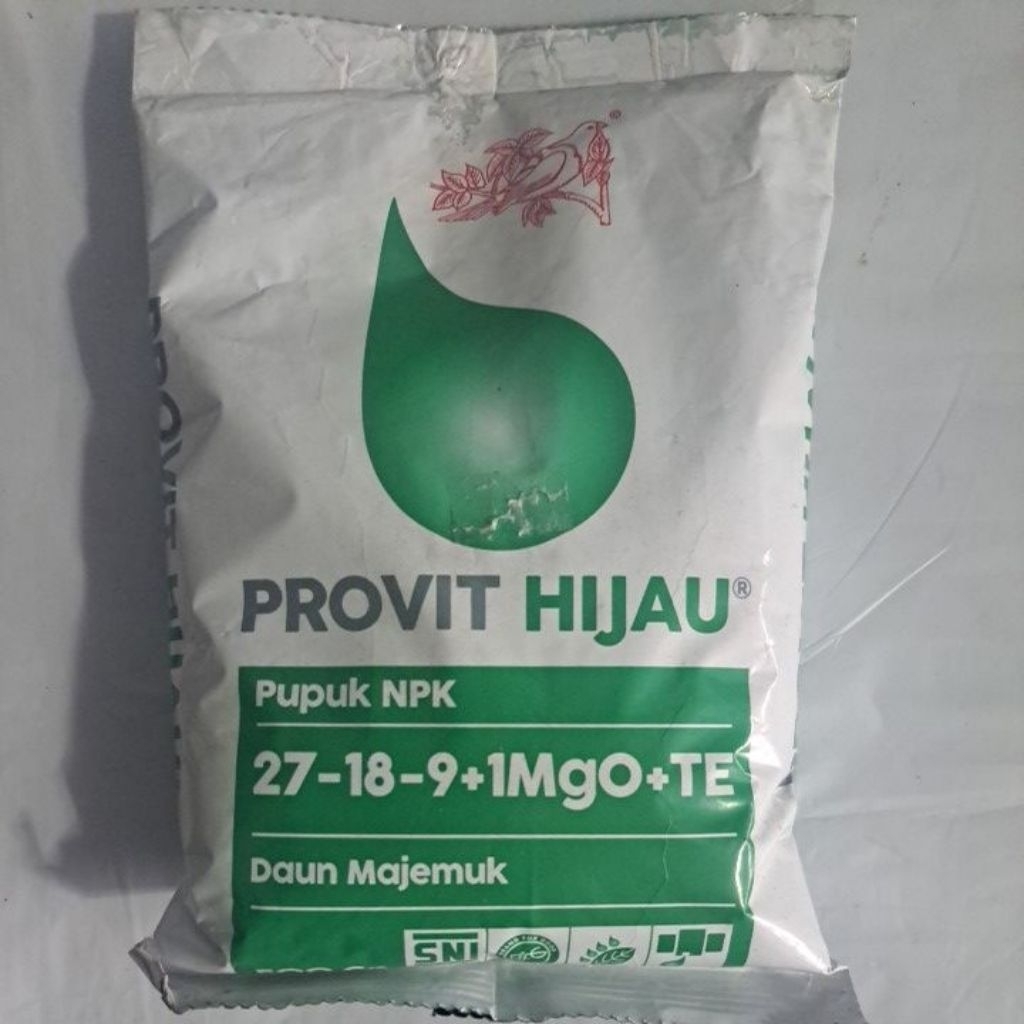 PROVIT HIJAU®
Pupuk NPK
27-18-9+1MgO+TE
Daun Majemuk
SNI